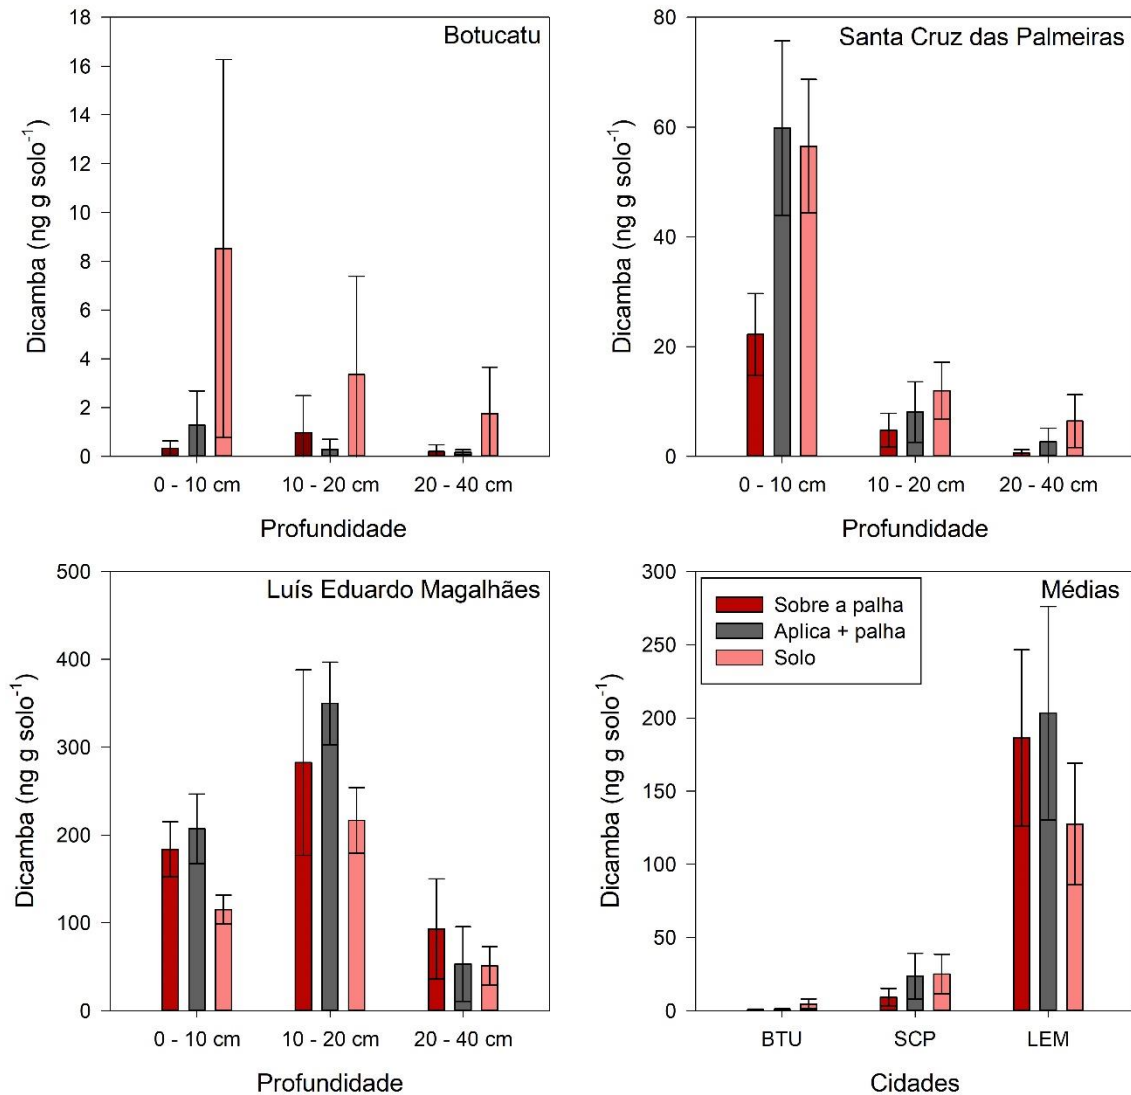 Botucatu
Dicamba (ng g solo⁻¹)
18
16
14
12
10
8
6
4
2
0
0 - 10 cm 10 - 20 cm 20 - 40 cm
Profundidade
Santa Cruz das Palmeiras
Dicamba (ng g solo⁻¹)
80
60
40
20
0
0 - 10 cm 10 - 20 cm 20 - 40 cm
Profundidade
Luís Eduardo Magalhães
Dicamba (ng g solo⁻¹)
500
400
300
200
100
0
0 - 10 cm 10 - 20 cm 20 - 40 cm
Profundidade
Médias
Sobre a palha
Aplica + palha
Solo
Dicamba (ng g solo⁻¹)
300
250
200
150
100
50
0
BTU SCP LEM
Cidades